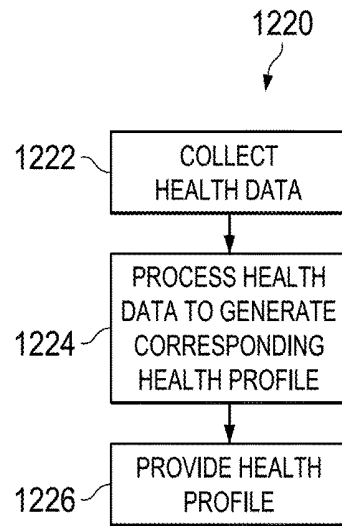 1220
1222
COLLECT
HEALTH DATA
1224
PROCESS HEALTH
DATA TO GENERATE
CORRESPONDING
HEALTH PROFILE
1226
PROVIDE HEALTH
PROFILE